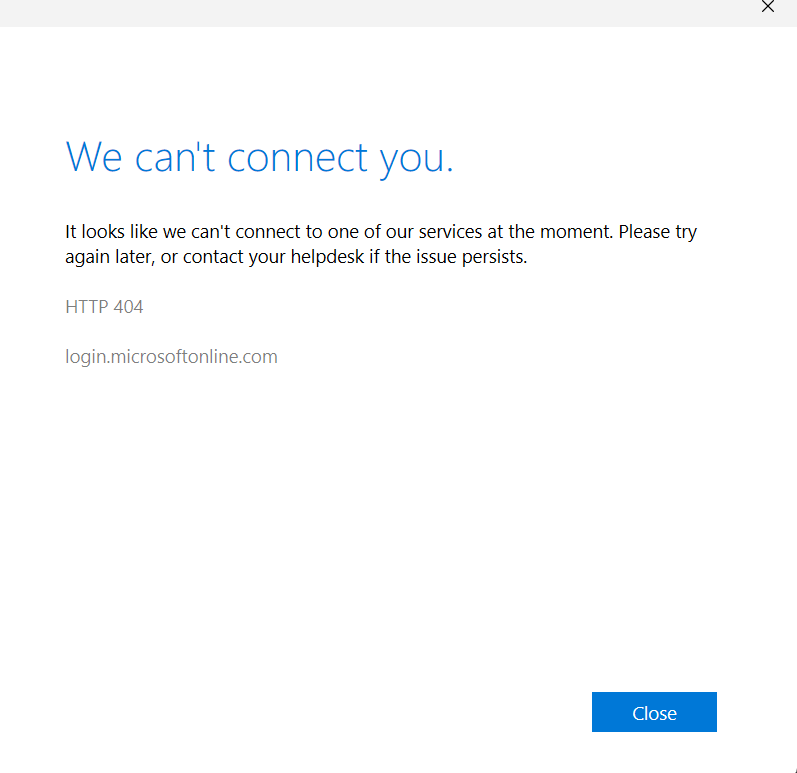 We can't connect you.
It looks like we can't connect to one of our services at the moment. Please try
again later, or contact your helpdesk if the issue persists.
HTTP 404
login.microsoftonline.com
Close